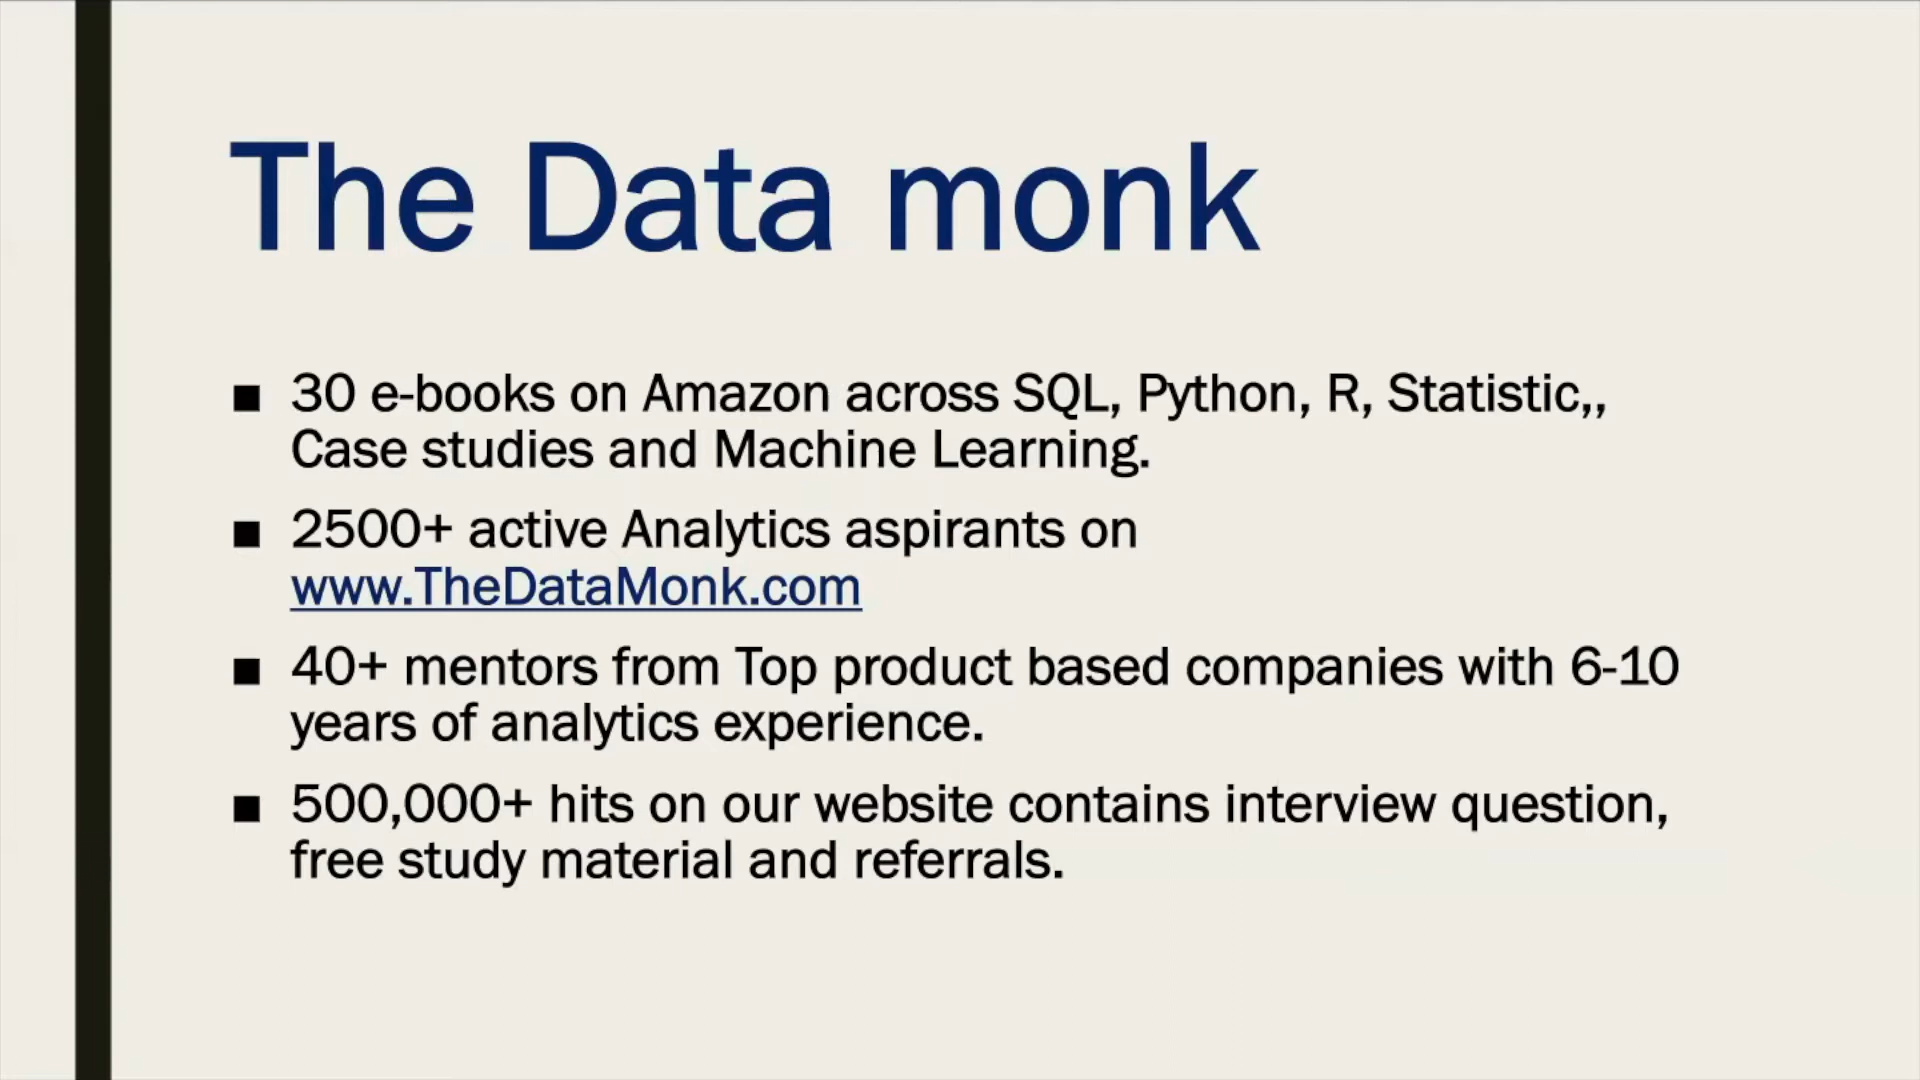 The Data monk
■ 30 e-books on Amazon across SQL, Python, R, Statistic,,
Case studies and Machine Learning.
■ 2500+ active Analytics aspirants on
www.TheDataMonk.com
■ 40+ mentors from Top product based companies with 6-10
years of analytics experience.
■ 500,000+ hits on our website contains interview question,
free study material and referrals.